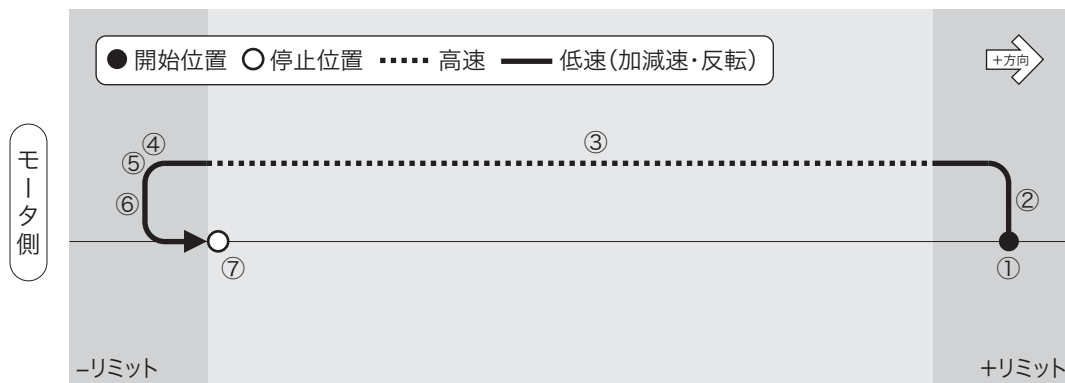 ●開始位置 ○停止位置 ••••• 高速 ━━ 低速(加減速・反転)
+方向
モータ側
④
③
⑤
⑥
②
⑦
①
−リミット
+リミット